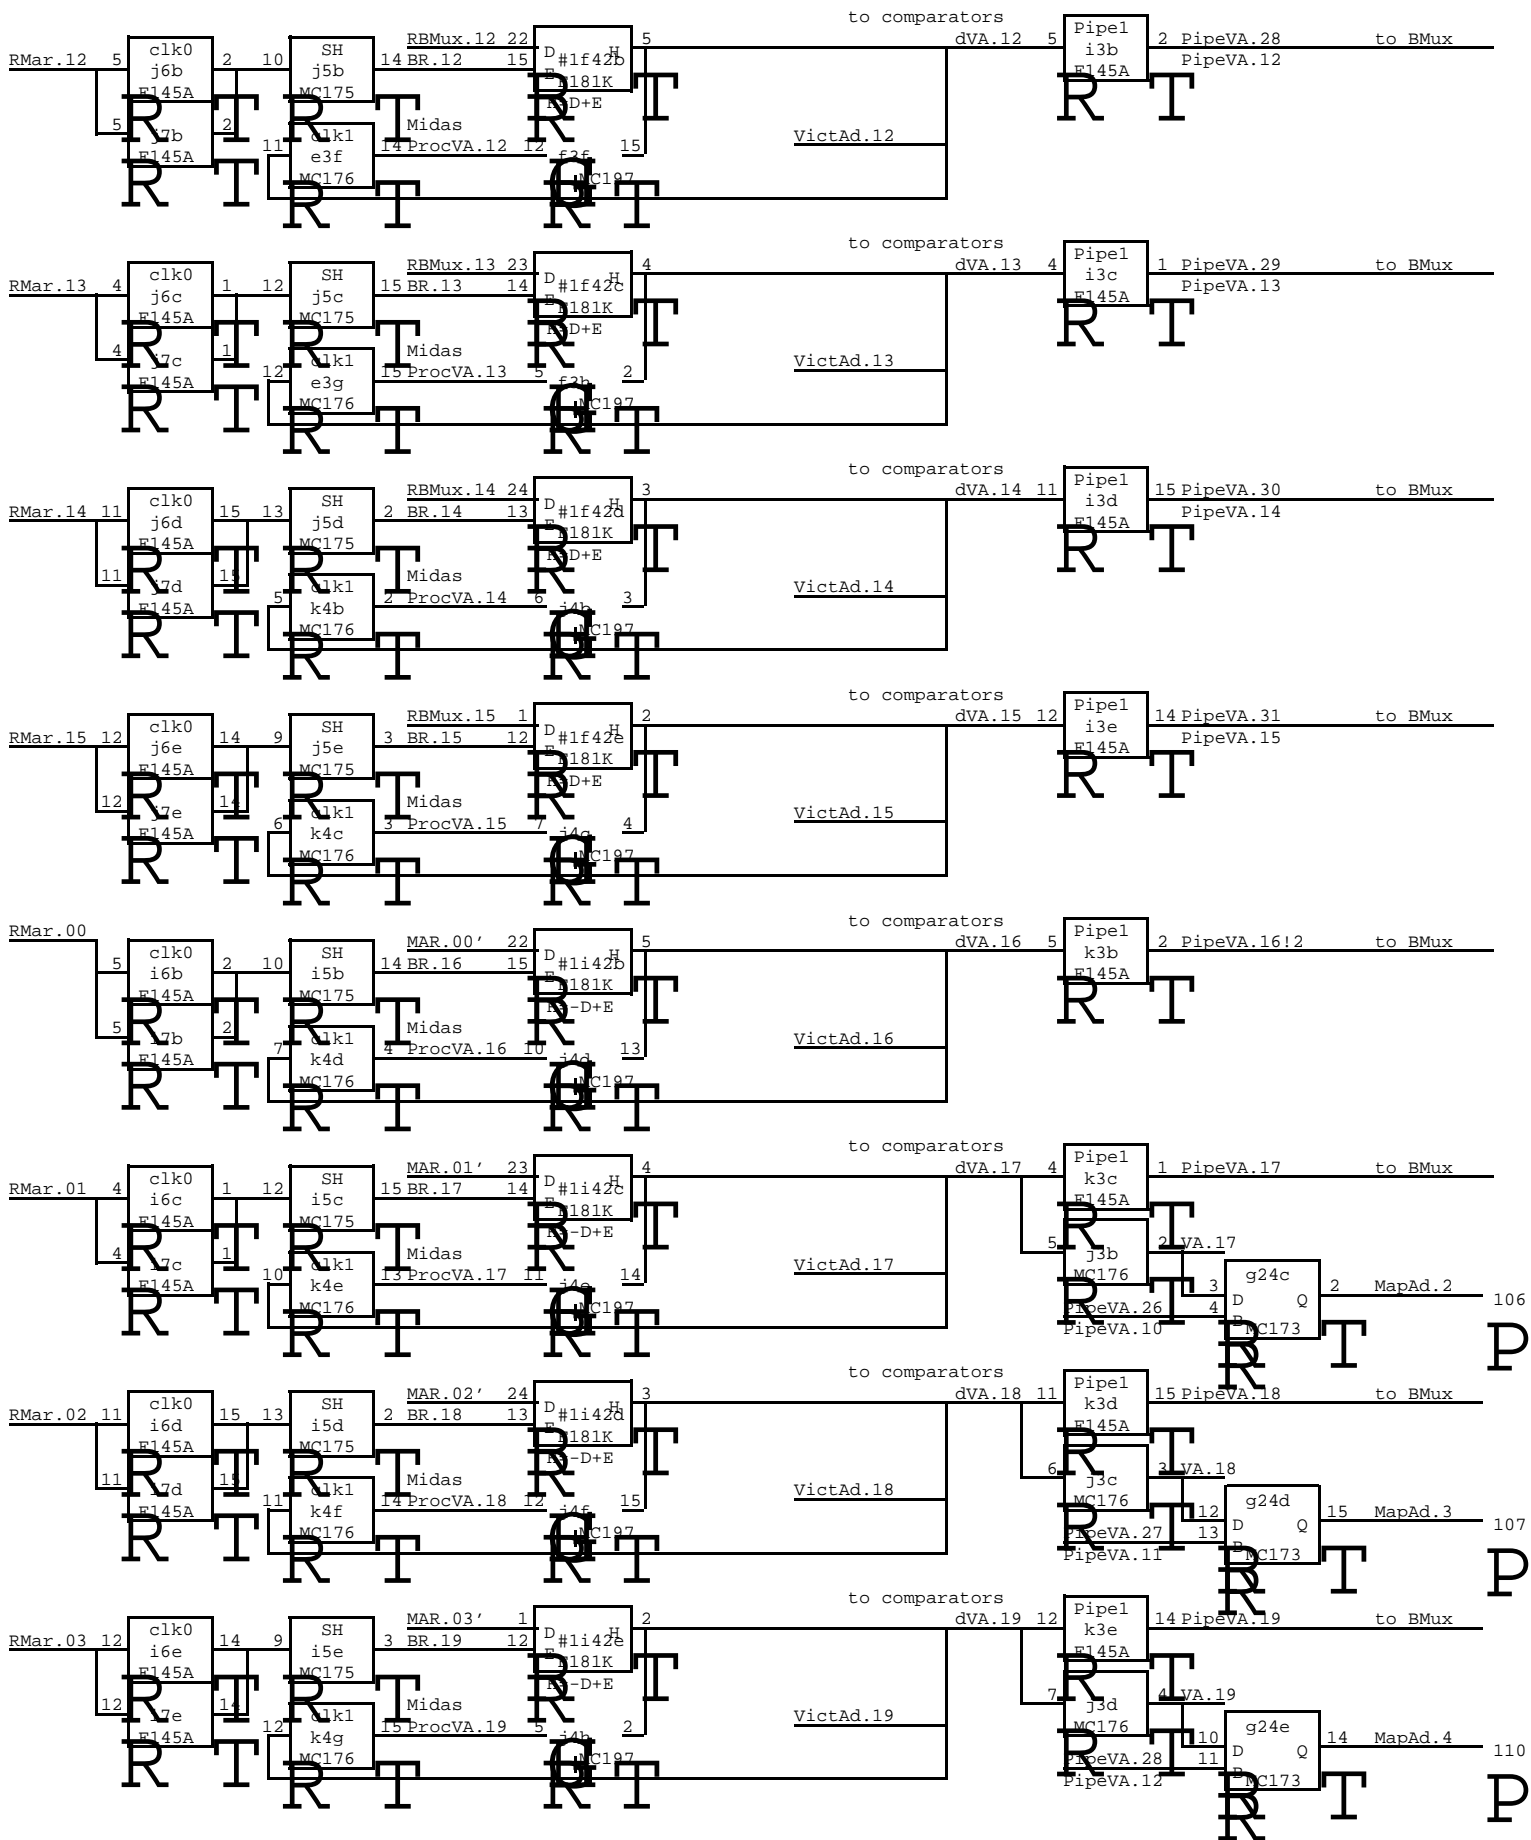 to comparators
RMar.12 5 clk0 j6b F145A 2 10 SH j5b MC175 14 BR.12 RBMux.12 22 15 D E #1f42b F181K H 5 dVA.12 5 Pipe1 i3b F145A 2 PipeVA.28 to BMux
PipeVA.12
5 j7b F145A 2 11 clk1 e3f MC176 14 Midas ProcVA.12 12 f3f MC197 15 VictAd.12
to comparators
RMar.13 4 clk0 j6c F145A 1 12 SH j5c MC175 15 BR.13 RBMux.13 23 14 D E #1f42c F181K H 4 dVA.13 4 Pipe1 i3c F145A 1 PipeVA.29 to BMux
PipeVA.13
4 j7c F145A 1 12 clk1 e3g MC176 15 Midas ProcVA.13 5 MC197 2 VictAd.13
to comparators
RMar.14 11 clk0 j6d F145A 15 13 SH j5d MC175 2 BR.14 RBMux.14 24 13 D E #1f42d F181K H 3 dVA.14 11 Pipe1 i3d F145A 15 PipeVA.30 to BMux
PipeVA.14
11 j7d F145A 15 5 clk1 k4b MC176 2 Midas ProcVA.14 6 MC197 3 VictAd.14
to comparators
RMar.15 12 clk0 j6e F145A 14 9 SH j5e MC175 3 BR.15 RBMux.15 1 12 D E #1f42e F181K H 2 dVA.15 12 Pipe1 i3e F145A 14 PipeVA.31 to BMux
PipeVA.15
12 j7e F145A 14 6 clk1 k4c MC176 3 Midas ProcVA.15 7 MC197 4 VictAd.15
to comparators
RMar.00 5 clk0 i6b F145A 2 10 SH i5b MC175 14 BR.16 MAR.00' 22 15 D E #1i42b F181K H 5 dVA.16 5 Pipe1 k3b F145A 2 PipeVA.16!2 to BMux
5 i7b F145A 2 7 clk1 k4d MC176 4 Midas ProcVA.16 10 j4d MC197 13 VictAd.16
to comparators
RMar.01 4 clk0 i6c F145A 1 12 SH i5c MC175 15 BR.17 MAR.01' 23 14 D E #1i42c F181K H 4 dVA.17 4 Pipe1 k3c F145A 1 PipeVA.17 to BMux
4 i7c F145A 1 10 clk1 k4e MC176 13 Midas ProcVA.17 11 j4e MC197 14 VictAd.17 5 j3b MC176 2 VA.17
PipeVA.26 PipeVA.10 3 4 D B g24c MC173 Q 2 MapAd.2 106
P
to comparators
RMar.02 11 clk0 i6d F145A 15 13 SH i5d MC175 2 BR.18 MAR.02' 24 13 D E #1i42d F181K H 3 dVA.18 11 Pipe1 k3d F145A 15 PipeVA.18 to BMux
11 i7d F145A 15 11 clk1 k4f MC176 14 Midas ProcVA.18 12 j4f MC197 15 VictAd.18 6 j3c MC176 3 VA.18
PipeVA.27 PipeVA.11 12 13 D B g24d MC173 Q 15 MapAd.3 107
P
to comparators
RMar.03 12 clk0 i6e F145A 14 9 SH i5e MC175 3 BR.19 MAR.03' 1 12 D E #1i42e F181K H 2 dVA.19 12 Pipe1 k3e F145A 14 PipeVA.19 to BMux
12 i7e F145A 14 12 clk1 k4g MC176 15 Midas ProcVA.19 5 MC197 2 VictAd.19 7 j3d MC176 4 VA.19
PipeVA.28 PipeVA.12 10 11 D B g24e MC173 Q 14 MapAd.4 110
P